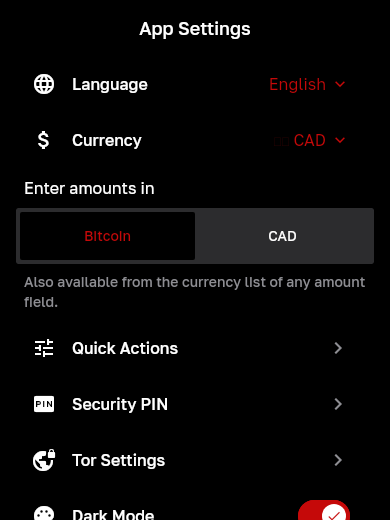 App Settings
Language English
$ Currency CAD
Enter amounts in
Bitcoin CAD
Also available from the currency list of any amount
field.
Quick Actions
PIN Security PIN
Tor Settings
Dark Mode